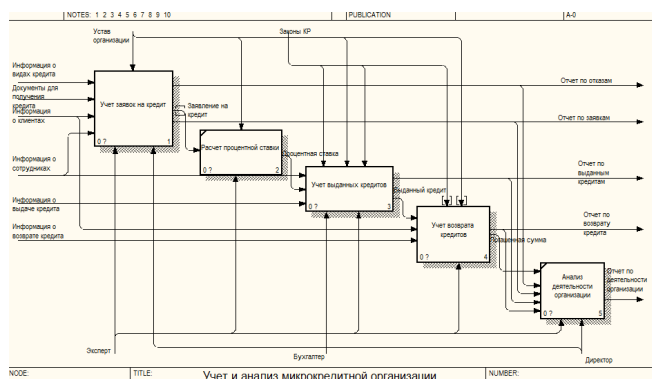 NOTES: 1 2 3 4 5 6 7 8 9 10
PUBLICATION
A-0
Устав
организации
Законы КР
Информация о
видах кредита
Документы для
получения
кредита
Информация
о клиентах
Информация о
сотрудниках
Информация о
выдаче кредита
Информация о
возврате кредита
Учет заявок на кредит
0 ?
1
Заявление на
кредит
Расчет процентной ставки
0 ?
2
Процентная ставка
Учет выданных кредитов
0 ?
3
Выданный кредит
Учет возврата
кредитов
0 ?
4
Погашенная сумма
Анализ
деятельности
организации
0 ?
5
Отчет по отказам
Отчет по заявкам
Отчет по
выданным
кредитам
Отчет по
возврату
кредита
Отчет по
деятельности
организации
Эксперт
Бухгалтер
Директор
NODE:
TITLE:
Учет и анализ микрокредитной организации
NUMBER: